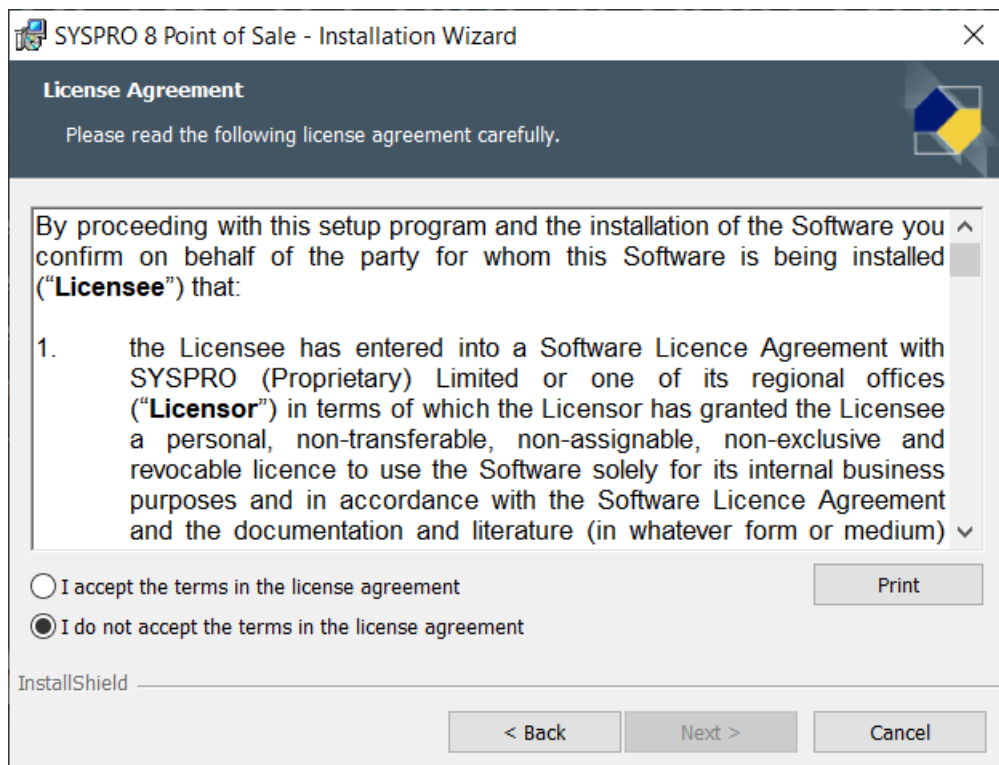 SYSPRO 8 Point of Sale - Installation Wizard
License Agreement
Please read the following license agreement carefully.
By proceeding with this setup program and the installation of the Software you
confirm on behalf of the party for whom this Software is being installed
(“Licensee”) that:
1. the Licensee has entered into a Software Licence Agreement with
SYSPRO (Proprietary) Limited or one of its regional offices
(“Licensor”) in terms of which the Licensor has granted the Licensee
a personal, non-transferable, non-assignable, non-exclusive and
revocable licence to use the Software solely for its internal business
purposes and in accordance with the Software Licence Agreement
and the documentation and literature (in whatever form or medium)
I accept the terms in the license agreement
Print
I do not accept the terms in the license agreement
InstallShield
< Back
Next >
Cancel